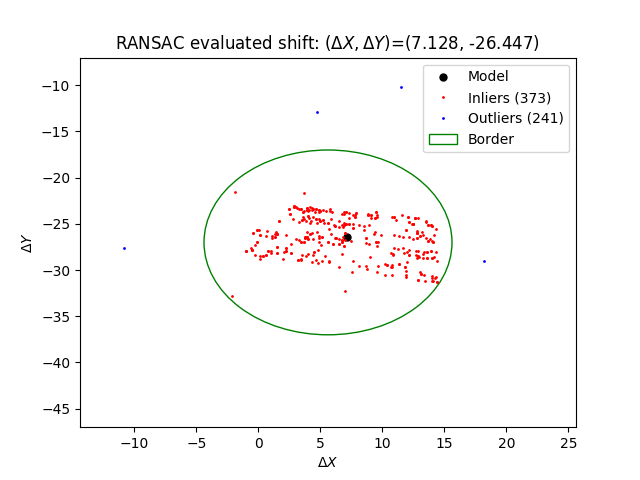 RANSAC evaluated shift: (ΔX, ΔY)=(7.128, -26.447)
Model
Inliers (373)
Outliers (241)
Border
−10
−15
−20
−25
−30
−35
−40
−45
ΔY
−10 −5 0 5 10 15 20 25
ΔX